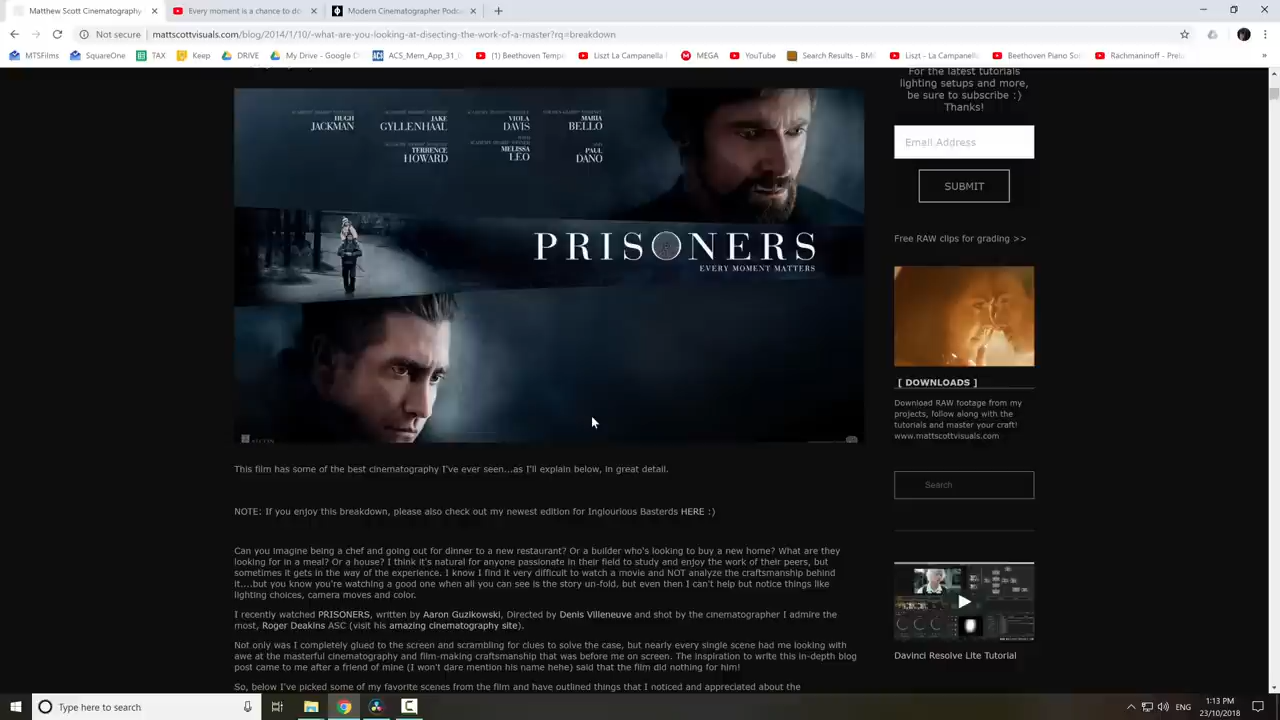 Matthew Scott Cinematography
Every moment is a chance to do
Modern Cinematographer Podc
Not secure
mattscottvisuals.com/blog/2014/1/10/-what-are-you-looking-at-disecting-the-work-of-a-master?rq=breakdown
MTSFilms
SquareOne
TAX
Keep
DRIVE
My Drive - Google D
ACS_Mem_App_31_
(1) Beethoven Tempe
Liszt La Campanella
MEGA
YouTube
Search Results - BM
Liszt - La Campanell
Beethoven Piano So
Rachmaninoff - Prel
»
For the latest tutorials
lighting setups and more,
be sure to subscribe :)
Thanks!
Email Address
SUBMIT
HUGH
JACKMAN
JAKE
GYLLENHAAL
VIOLA
DAVIS
MARIA
BELLO
TERRENCE
HOWARD
MELISSA
LEO
PAUL
DANO
PRISONERS
EVERY MOMENT MATTERS
Free RAW clips for grading >>
[ DOWNLOADS ]
Download RAW footage from my
projects, follow along with the
tutorials and master your craft!
www.mattscottvisuals.com
Search
Davinci Resolve Lite Tutorial
This film has some of the best cinematography I've ever seen...as I'll explain below, in great detail.
NOTE: If you enjoy this breakdown, please also check out my newest edition for Inglourious Basterds HERE :)
Can you imagine being a chef and going out for dinner to a new restaurant? Or a builder who's looking to buy a new home? What are they
looking for in a meal? Or a house? I think it's natural for anyone passionate in their field to study and enjoy the work of their peers, but
sometimes it gets in the way of the experience. I know I find it very difficult to watch a movie and NOT analyze the craftsmanship behind
it....but you know you're watching a good one when all you can see is the story un-fold, but even then I can't help but notice things like
lighting choices, camera moves and color.
I recently watched PRISONERS, written by Aaron Guzikowski, Directed by Denis Villeneuve and shot by the cinematographer I admire the
most, Roger Deakins ASC (visit his amazing cinematography site).
Not only was I completely glued to the screen and scrambling for clues to solve the case, but nearly every single scene had me looking with
awe at the masterful cinematography and film-making craftsmanship that was before me on screen. The inspiration to write this in-depth blog
post came to me after a friend of mine (I won't dare mention his name hehe) said that the film did nothing for him!
So, below I've picked some of my favorite scenes from the film and have outlined things that I noticed and appreciated about the
Type here to search
ENG
1:13 PM
23/10/2018